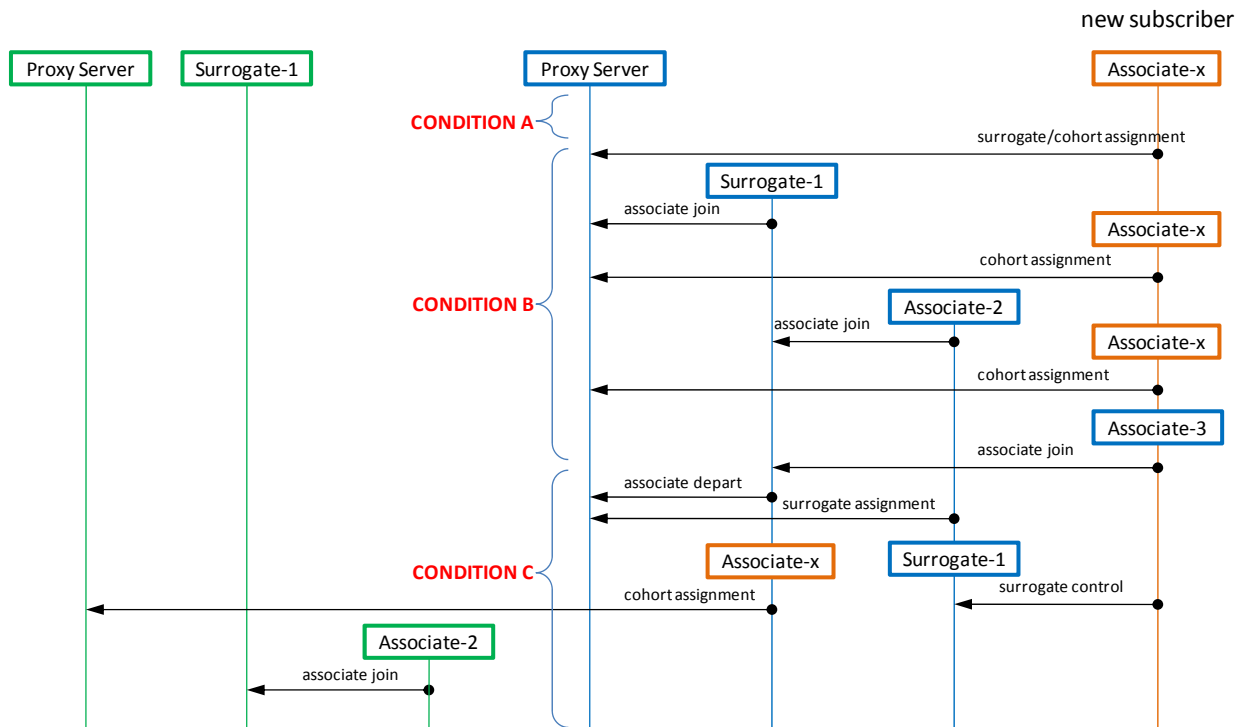 new subscriber
Proxy Server
Surrogate-1
Proxy Server
Associate-x
CONDITION A
surrogate/cohort assignment
Surrogate-1
associate join
Associate-x
cohort assignment
CONDITION B
Associate-2
associate join
Associate-x
cohort assignment
Associate-3
associate join
associate depart
surrogate assignment
CONDITION C
Associate-x
Surrogate-1
surrogate control
cohort assignment
Associate-2
associate join